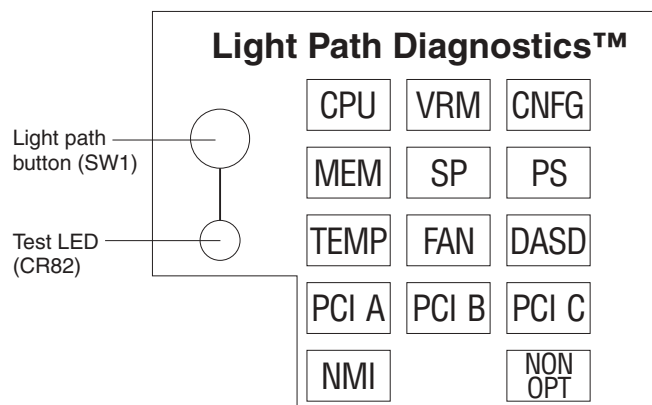 Light Path Diagnostics™
CPU VRM CNFG
Light path
button (SW1)
MEM SP PS
Test LED
(CR82)
TEMP FAN DASD
PCI A PCI B PCI C
NMI NON
OPT